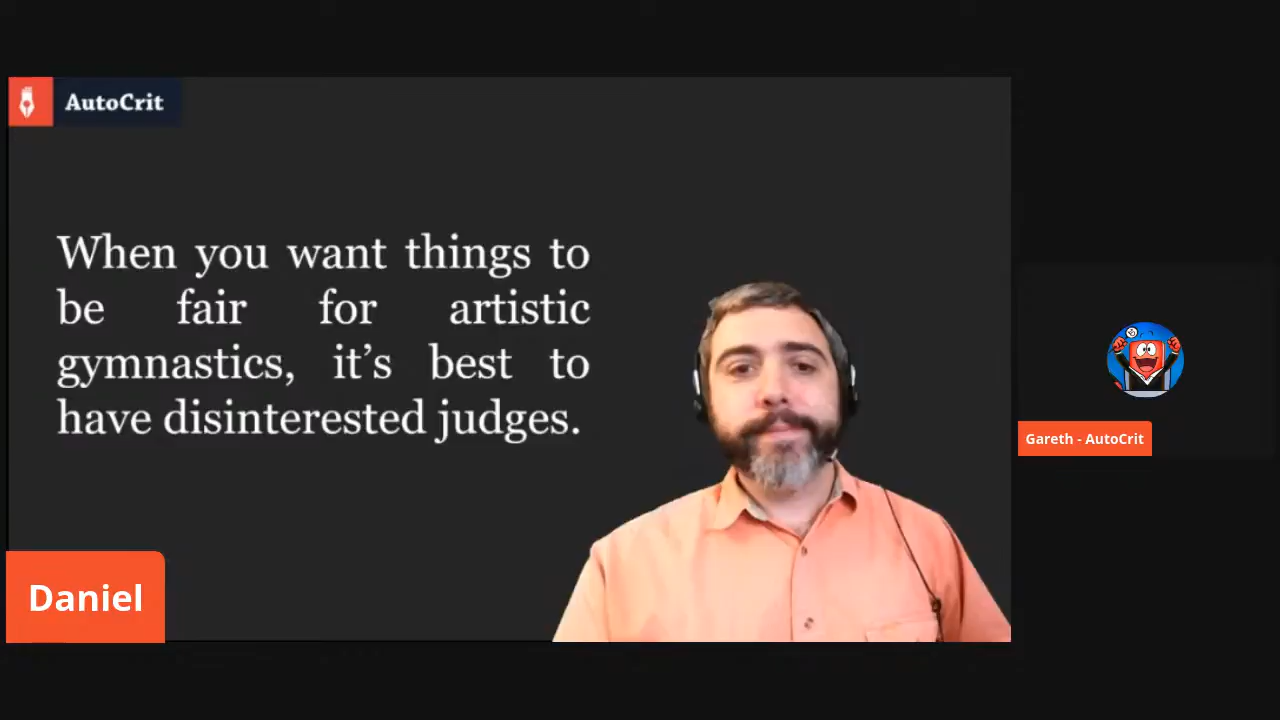 AutoCrit
When you want things to
be fair for artistic
gymnastics, it's best to
have disinterested judges.
Daniel
Gareth - AutoCrit